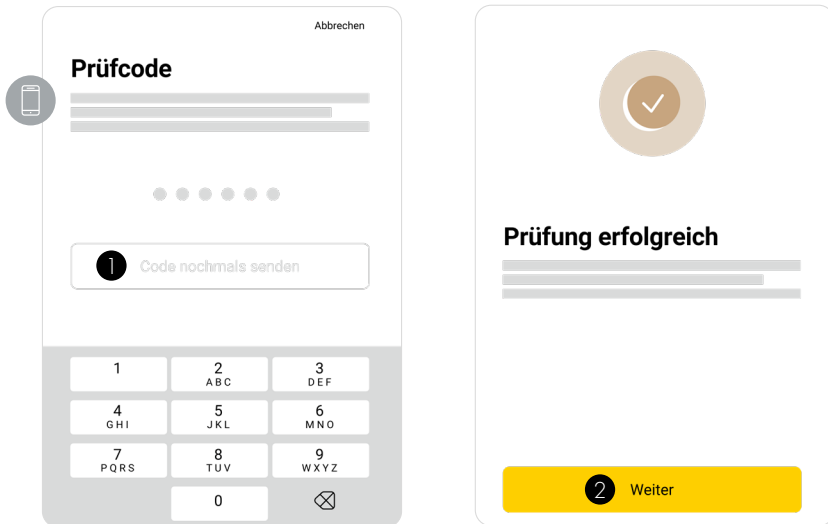 Abbrechen
Prüfcode
1 Code nochmals senden
1 2 3
ABC DEF
4 5 6
GHI JKL MNO
7 8 9
PQRS TUV WXYZ
0
Prüfung erfolgreich
2 Weiter